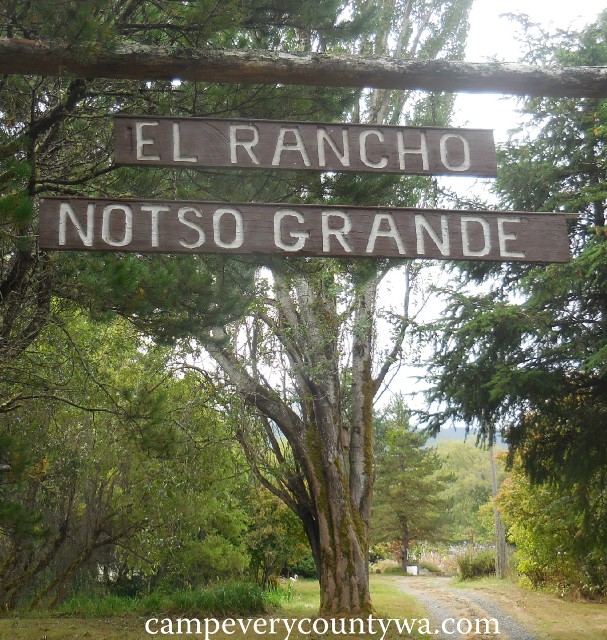 EL RANCHO
NOTSO GRANDE
campeverycountywa.com